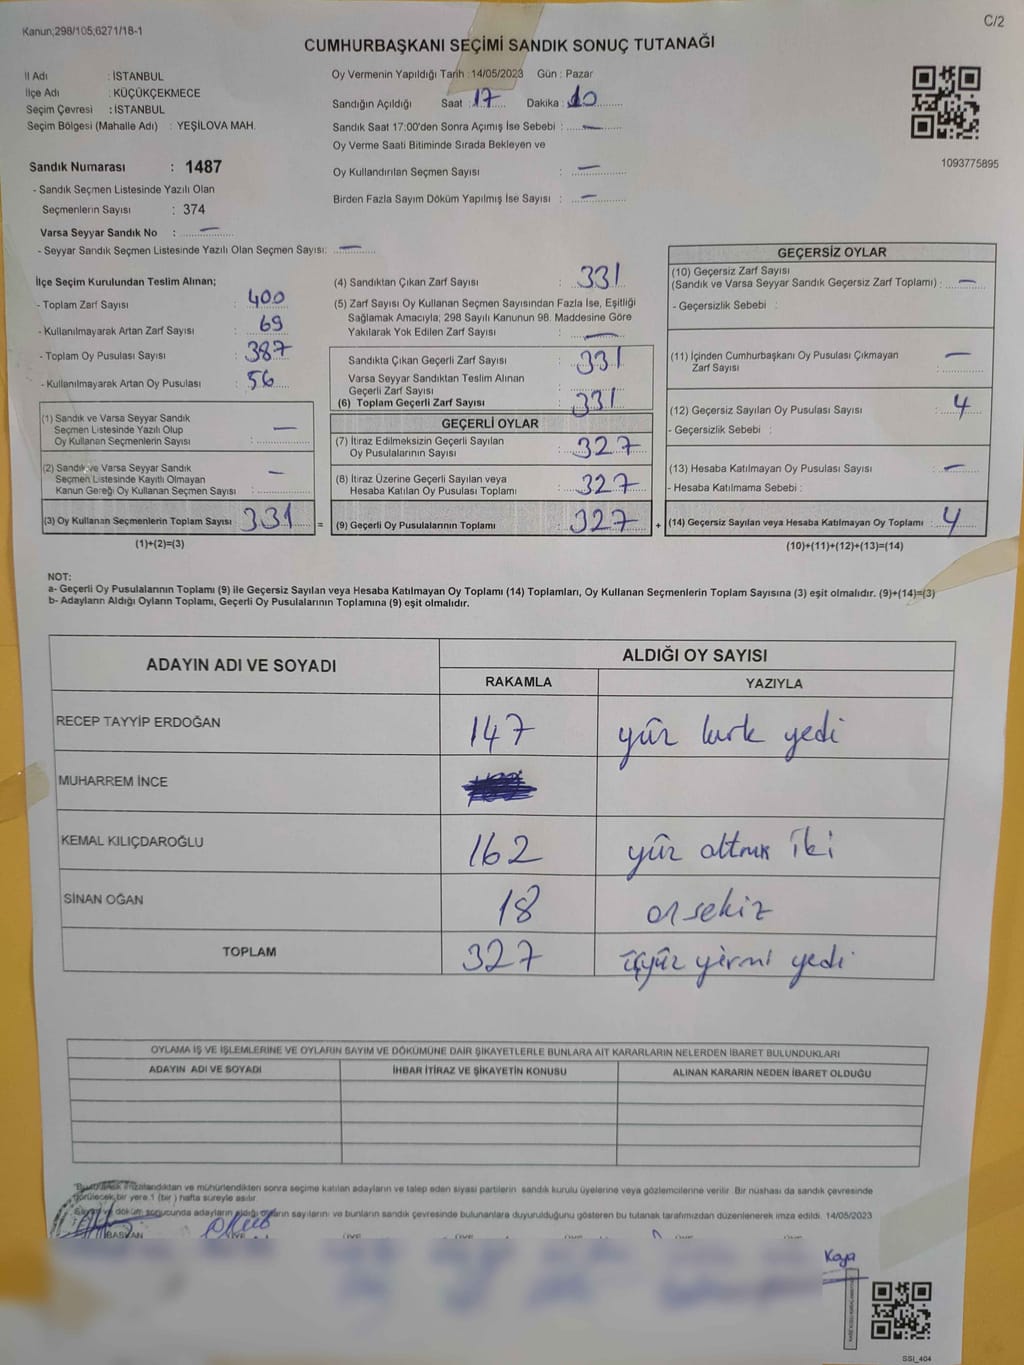 Kanun;298/105;6271/18-1
C/2
CUMHURBAŞKANI SEÇİMİ SANDIK SONUÇ TUTANAĞI
İl Adı : İSTANBUL
İlçe Adı : KÜÇÜKÇEKMECE
Seçim Çevresi : İSTANBUL
Seçim Bölgesi (Mahalle Adı) : YEŞİLOVA MAH.
Sandık Numarası : 1487
- Sandık Seçmen Listesinde Yazılı Olan
Seçmenlerin Sayısı : 374
Varsa Seyyar Sandık No : —
- Seyyar Sandık Seçmen Listesinde Yazılı Olan Seçmen Sayısı: —
Oy Vermenin Yapıldığı Tarih : 14/05/2023 Gün : Pazar
Sandığın Açıldığı Saat : 17 Dakika : 10
Sandık Saat 17:00'den Sonra Açımış İse Sebebi : —
Oy Verme Saati Bitiminde Sırada Bekleyen ve
Oy Kullandırılan Seçmen Sayısı : —
Birden Fazla Sayım Döküm Yapılmış İse Sayısı : —
1093775895
İlçe Seçim Kurulundan Teslim Alınan;
- Toplam Zarf Sayısı : 400
- Kullanılmayarak Artan Zarf Sayısı : 69
- Toplam Oy Pusulası Sayısı : 387
- Kullanılmayarak Artan Oy Pusulası : 56
(1) Sandık ve Varsa Seyyar Sandık
Seçmen Listesinde Yazılı Olup
Oy Kullanan Seçmenlerin Sayısı : —
(2) Sandık ve Varsa Seyyar Sandık
Seçmen Listesinde Kayıtlı Olmayan
Kanun Gereği Oy Kullanan Seçmen Sayısı : —
(3) Oy Kullanan Seçmenlerin Toplam Sayısı : 331 =
(1)+(2)=(3)
(4) Sandıktan Çıkan Zarf Sayısı : 331
(5) Zarf Sayısı Oy Kullanan Seçmen Sayısından Fazla İse, Eşitliği
Sağlamak Amacıyla; 298 Sayılı Kanunun 98. Maddesine Göre
Yakılarak Yok Edilen Zarf Sayısı : —
Sandıkta Çıkan Geçerli Zarf Sayısı : 331
Varsa Seyyar Sandıktan Teslim Alınan
Geçerli Zarf Sayısı :
(6) Toplam Geçerli Zarf Sayısı : 331
GEÇERLİ OYLAR
(7) İtiraz Edilmeksizin Geçerli Sayılan
Oy Pusulalarının Sayısı : 327
(8) İtiraz Üzerine Geçerli Sayılan veya
Hesaba Katılan Oy Pusulası Toplamı : 327
(9) Geçerli Oy Pusulalarının Toplamı : 327 +
GEÇERSİZ OYLAR
(10) Geçersiz Zarf Sayısı
(Sandık ve Varsa Seyyar Sandık Geçersiz Zarf Toplamı) : —
- Geçersizlik Sebebi :
(11) İçinden Cumhurbaşkanı Oy Pusulası Çıkmayan
Zarf Sayısı : —
(12) Geçersiz Sayılan Oy Pusulası Sayısı : 4
- Geçersizlik Sebebi :
(13) Hesaba Katılmayan Oy Pusulası Sayısı : —
- Hesaba Katılmama Sebebi :
(14) Geçersiz Sayılan veya Hesaba Katılmayan Oy Toplamı : 4
(10)+(11)+(12)+(13)=(14)
NOT:
a- Geçerli Oy Pusulalarının Toplamı (9) ile Geçersiz Sayılan veya Hesaba Katılmayan Oy Toplamı (14) Toplamları, Oy Kullanan Seçmenlerin Toplam Sayısına (3) eşit olmalıdır. (9)+(14)=(3)
b- Adayların Aldığı Oyların Toplamı, Geçerli Oy Pusulalarının Toplamına (9) eşit olmalıdır.
ADAYIN ADI VE SOYADI ALDIĞI OY SAYISI
RAKAMLA YAZIYLA
RECEP TAYYİP ERDOĞAN 147 yüz kırk yedi
MUHARREM İNCE
KEMAL KILIÇDAROĞLU 162 yüz altmış iki
SİNAN OĞAN 18 on sekiz
TOPLAM 327 üçyüz yirmi yedi
OYLAMA İŞ VE İŞLEMLERİNE VE OYLARIN SAYIM VE DÖKÜMÜNE DAİR ŞİKAYETLERLE BUNLARA AİT KARARLARIN NELERDEN İBARET BULUNDUKLARI
ADAYIN ADI VE SOYADI İHBAR İTİRAZ VE ŞİKAYETİN KONUSU ALINAN KARARIN NEDEN İBARET OLDUĞU
imzalandıktan ve mühürlendikten sonra seçime katılan adayların ve talep eden siyasi partilerin sandık kurulu üyelerine veya gözlemcilerine verilir. Bir nüshası da sandık çevresinde
görülecek bir yere 1 (bir ) hafta süreyle asılır.
döküm sonucunda adayların aldığı oyların sayılarını ve bunların sandık çevresinde bulunanlara duyurulduğunu gösteren bu tutanak tarafımızdan düzenlenerek imza edildi. 14/05/2023
BAŞKAN ÜYE ÜYE ÜYE ÜYE ÜYE ÜYE
Kaya
SSI_404